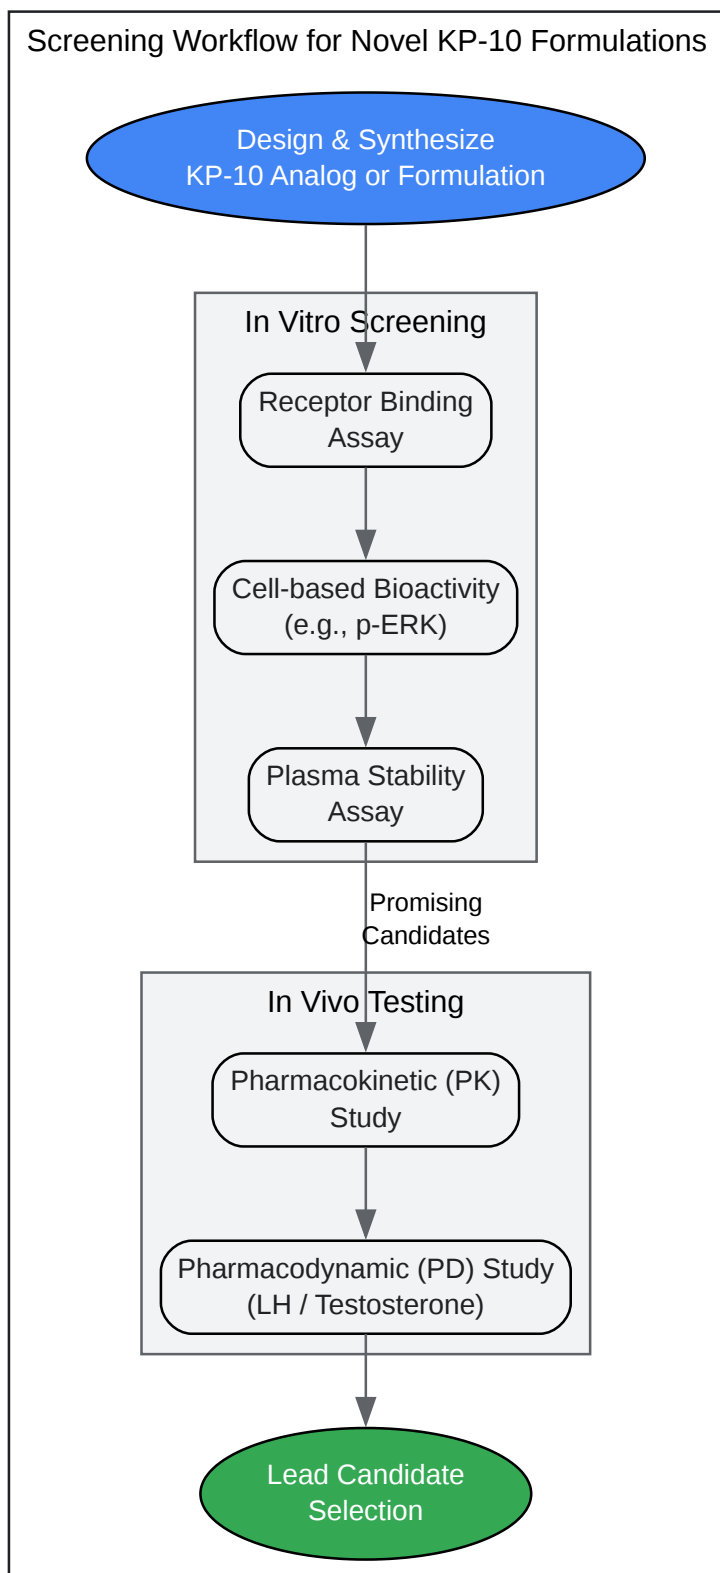 Screening Workflow for Novel KP-10 Formulations
Design & Synthesize
KP-10 Analog or Formulation
In Vitro Screening
Receptor Binding
Assay
Cell-based Bioactivity
(e.g., p-ERK)
Plasma Stability
Assay
Promising
Candidates
In Vivo Testing
Pharmacokinetic (PK)
Study
Pharmacodynamic (PD) Study
(LH / Testosterone)
Lead Candidate
Selection